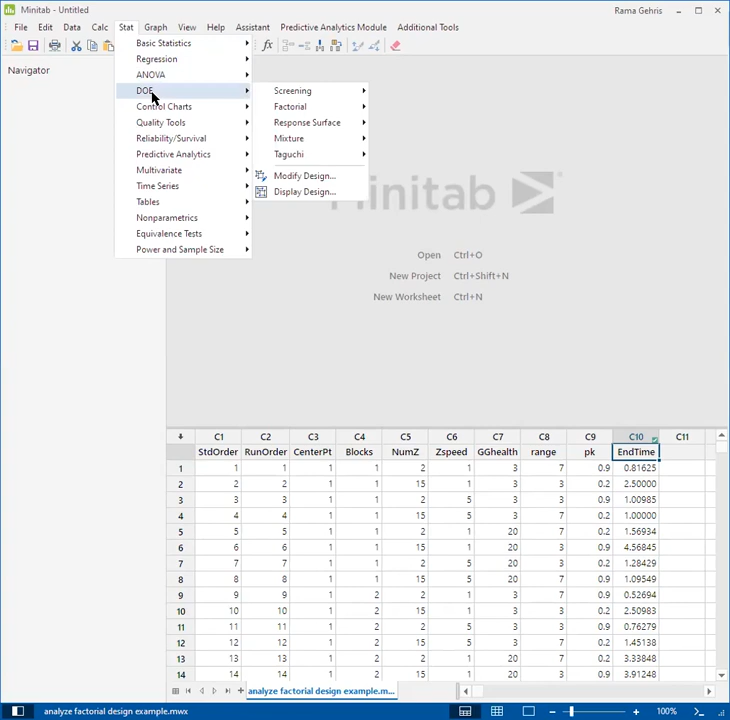 Minitab - Untitled
Rama Gehris
File Edit Data Calc Stat Graph View Help Assistant Predictive Analytics Module Additional Tools
fx
Navigator
Basic Statistics
Regression
ANOVA
DOE
Control Charts
Quality Tools
Reliability/Survival
Predictive Analytics
Multivariate
Time Series
Tables
Nonparametrics
Equivalence Tests
Power and Sample Size
Screening
Factorial
Response Surface
Mixture
Taguchi
Modify Design...
Display Design...
Minitab
Open Ctrl+O
New Project Ctrl+Shift+N
New Worksheet Ctrl+N
C1 C2 C3 C4 C5 C6 C7 C8 C9 C10 C11
StdOrder RunOrder CenterPt Blocks NumZ Zspeed GGhealth range pk EndTime
1 1 1 1 1 2 1 3 7 0.9 0.81625
2 2 2 1 1 15 1 3 3 0.2 2.50000
3 3 3 1 1 2 5 3 3 0.9 1.00985
4 4 4 1 1 15 5 3 7 0.2 1.00000
5 5 5 1 1 2 1 20 7 0.2 1.56934
6 6 6 1 1 15 1 20 3 0.9 4.56845
7 7 7 1 1 2 5 20 3 0.2 1.28429
8 8 8 1 1 15 5 20 7 0.9 1.09549
9 9 9 1 2 2 1 3 7 0.9 0.52694
10 10 10 1 2 15 1 3 3 0.2 2.50983
11 11 11 1 2 2 5 3 3 0.9 0.76279
12 12 12 1 2 15 5 3 7 0.2 1.45138
13 13 13 1 2 2 1 20 7 0.2 3.33848
14 14 14 1 2 15 1 20 3 0.9 3.91248
analyze factorial design example.m...
analyze factorial design example.mwx
100%